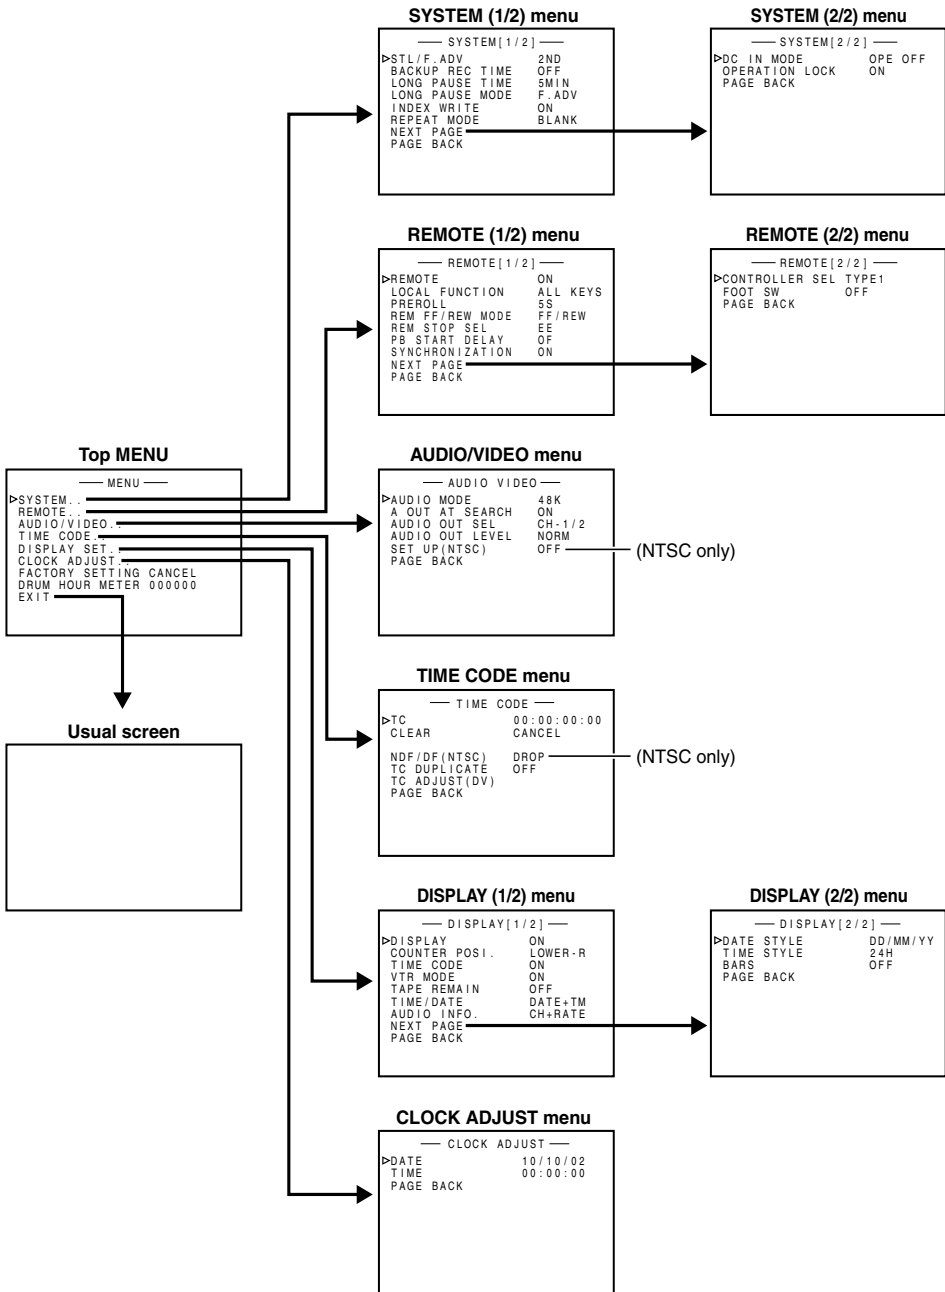 SYSTEM (1/2) menu
SYSTEM[1/2]
STL/F.ADV 2ND
BACKUP REC TIME OFF
LONG PAUSE TIME 5MIN
LONG PAUSE MODE F.ADV
INDEX WRITE ON
REPEAT MODE BLANK
NEXT PAGE
PAGE BACK
SYSTEM (2/2) menu
SYSTEM[2/2]
DC IN MODE OPE OFF
OPERATION LOCK ON
PAGE BACK
REMOTE (1/2) menu
REMOTE[1/2]
REMOTE ON
LOCAL FUNCTION ALL KEYS
PREROLL 5S
REM FF/REW MODE FF/REW
REM STOP SEL EE
PB START DELAY OF
SYNCHRONIZATION ON
NEXT PAGE
PAGE BACK
REMOTE (2/2) menu
REMOTE[2/2]
CONTROLLER SEL TYPE1
FOOT SW OFF
PAGE BACK
Top MENU
MENU
SYSTEM..
REMOTE..
AUDIO/VIDEO..
TIME CODE..
DISPLAY SET..
CLOCK ADJUST..
FACTORY SETTING CANCEL
DRUM HOUR METER 000000
EXIT
AUDIO/VIDEO menu
AUDIO VIDEO
AUDIO MODE 48K
A OUT AT SEARCH ON
AUDIO OUT SEL CH-1/2
AUDIO OUT LEVEL NORM
SET UP(NTSC) OFF (NTSC only)
PAGE BACK
Usual screen
TIME CODE menu
TIME CODE
TC 00:00:00:00
CLEAR CANCEL
NDF/DF(NTSC) DROP (NTSC only)
TC DUPLICATE OFF
TC ADJUST(DV)
PAGE BACK
DISPLAY (1/2) menu
DISPLAY[1/2]
DISPLAY ON
COUNTER POSI. LOWER-R
TIME CODE ON
VTR MODE ON
TAPE REMAIN OFF
TIME/DATE DATE+TM
AUDIO INFO. CH+RATE
NEXT PAGE
PAGE BACK
DISPLAY (2/2) menu
DISPLAY[2/2]
DATE STYLE DD/MM/YY
TIME STYLE 24H
BARS OFF
PAGE BACK
CLOCK ADJUST menu
CLOCK ADJUST
DATE 10/10/02
TIME 00:00:00
PAGE BACK